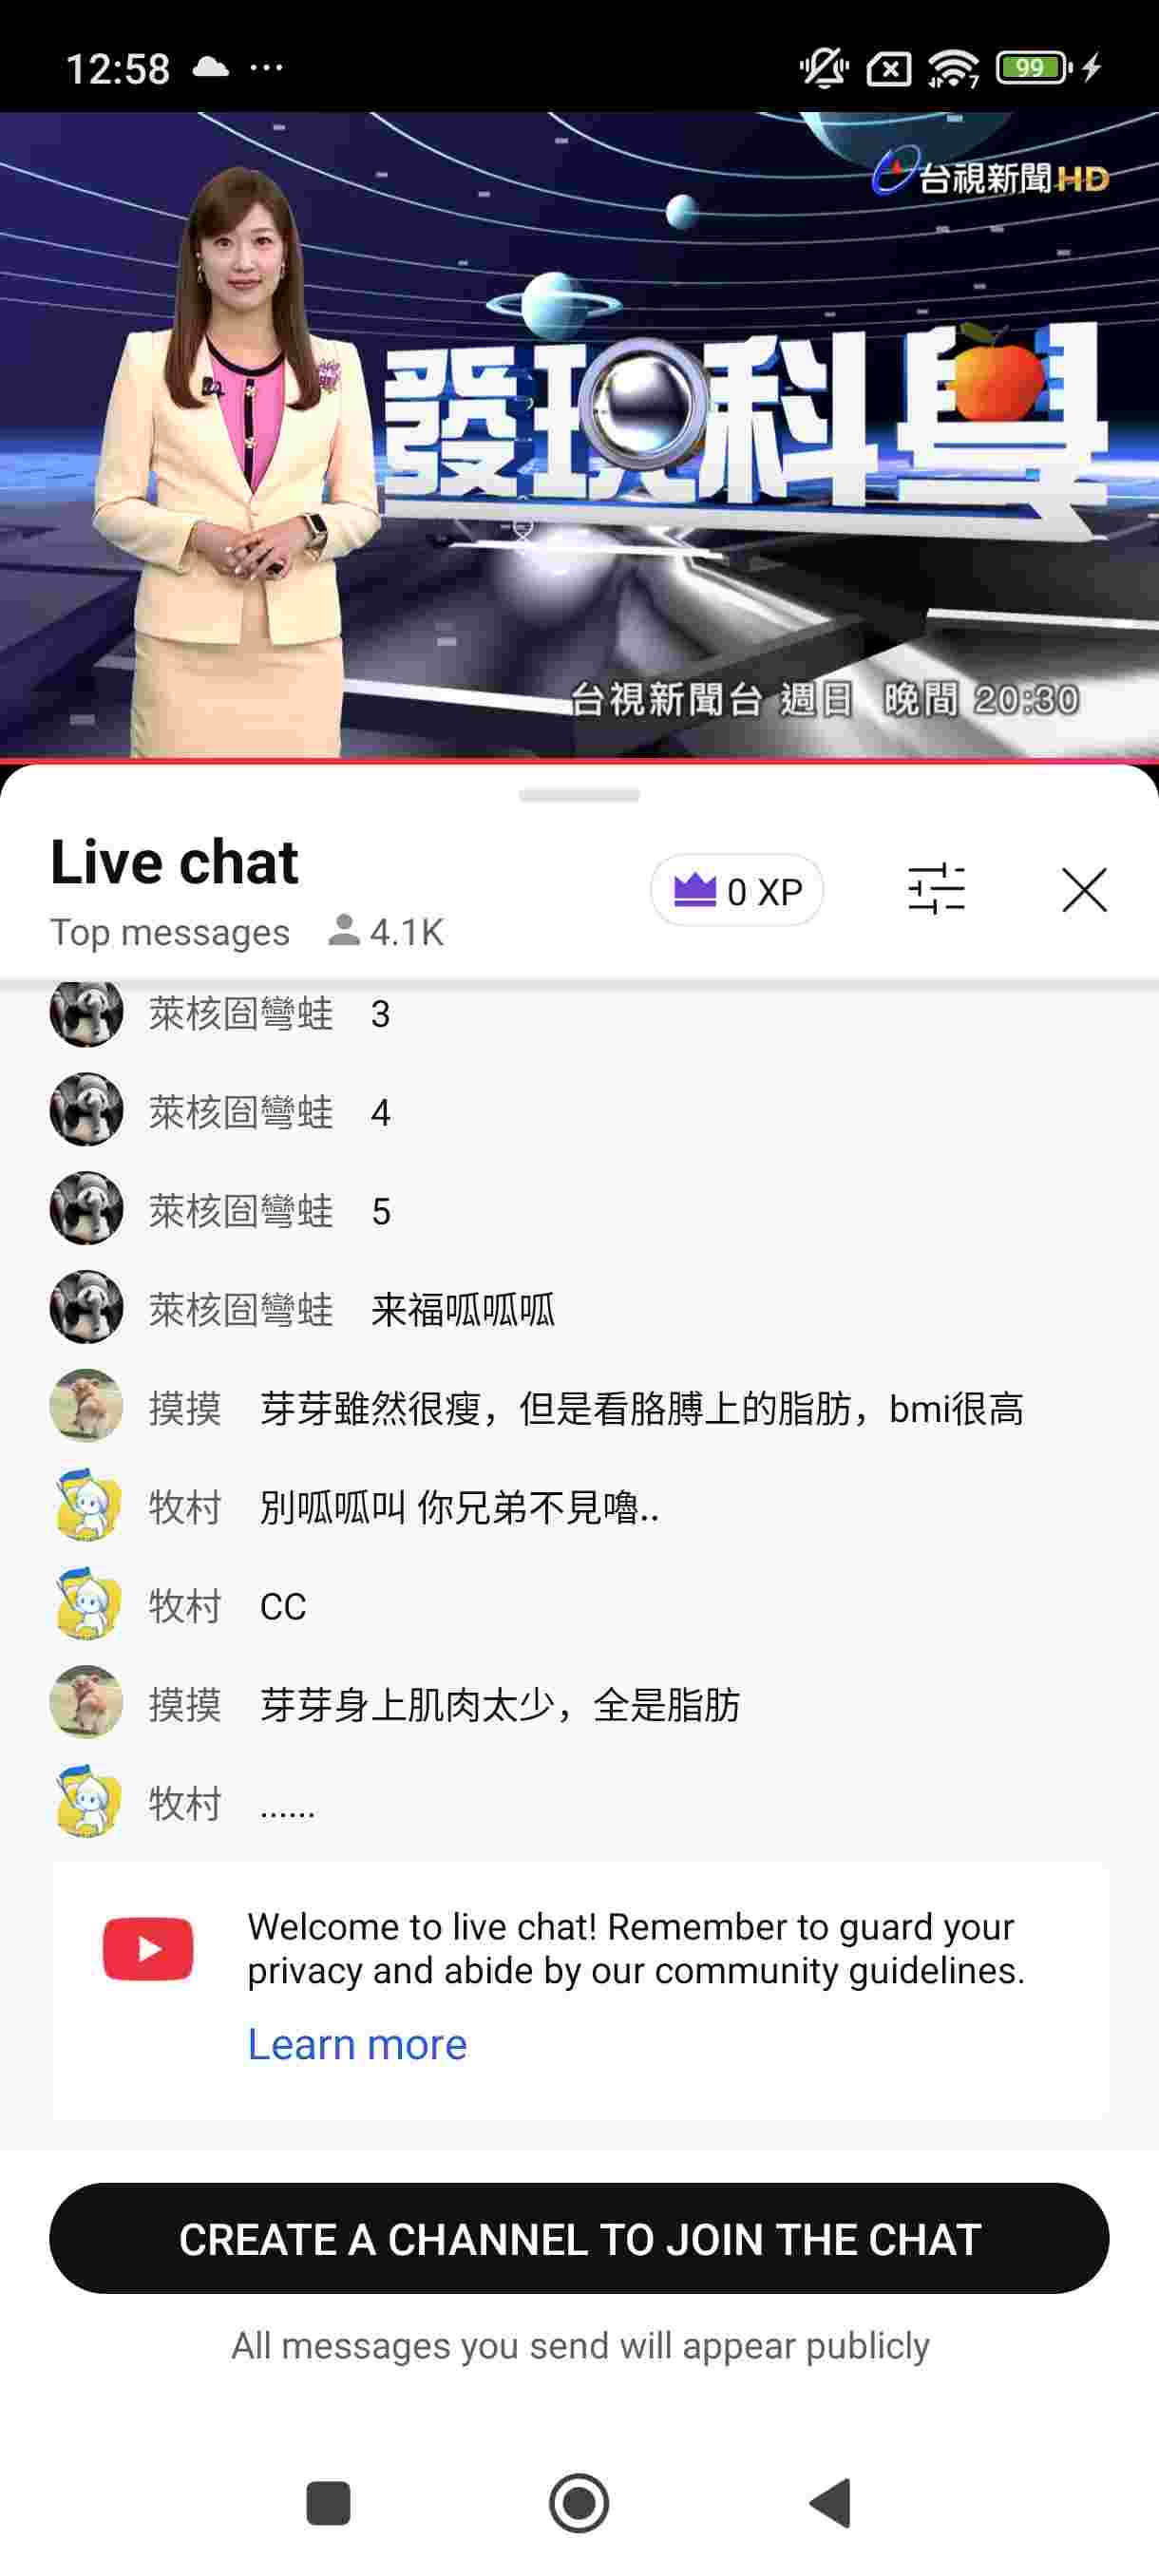 12:58
99
台視新聞HD
發現科學
台視新聞台 週日 晚間 20:30
Live chat
Top messages 4.1K
0 XP
萊核囧彎蛙 3
萊核囧彎蛙 4
萊核囧彎蛙 5
萊核囧彎蛙 来福呱呱呱
摸摸 芽芽雖然很瘦，但是看胳膊上的脂肪，bmi很高
牧村 別呱呱叫 你兄弟不見嚕..
牧村 CC
摸摸 芽芽身上肌肉太少，全是脂肪
牧村 ......
Welcome to live chat! Remember to guard your
privacy and abide by our community guidelines.
Learn more
CREATE A CHANNEL TO JOIN THE CHAT
All messages you send will appear publicly